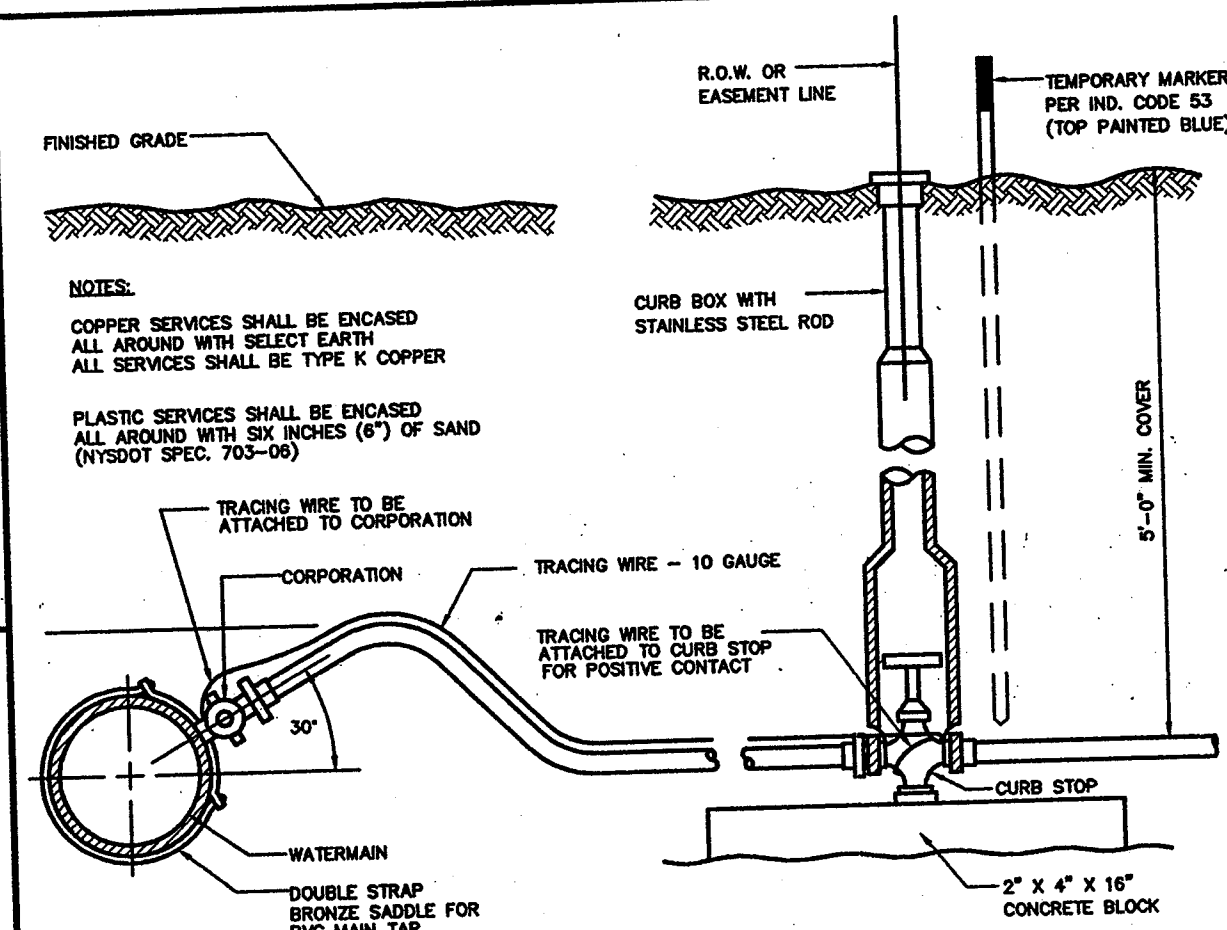 R.O.W. OR
EASEMENT LINE
TEMPORARY MARKER
PER IND. CODE 53
(TOP PAINTED BLUE)
FINISHED GRADE
NOTES:
COPPER SERVICES SHALL BE ENCASED
ALL AROUND WITH SELECT EARTH
ALL SERVICES SHALL BE TYPE K COPPER
PLASTIC SERVICES SHALL BE ENCASED
ALL AROUND WITH SIX INCHES (6") OF SAND
(NYSDOT SPEC. 703-06)
CURB BOX WITH
STAINLESS STEEL ROD
5'-0" MIN. COVER
TRACING WIRE TO BE
ATTACHED TO CORPORATION
CORPORATION
TRACING WIRE - 10 GAUGE
TRACING WIRE TO BE
ATTACHED TO CURB STOP
FOR POSITIVE CONTACT
30°
CURB STOP
WATERMAIN
DOUBLE STRAP
BRONZE SADDLE FOR
PVC MAIN TAP
2" X 4" X 16"
CONCRETE BLOCK